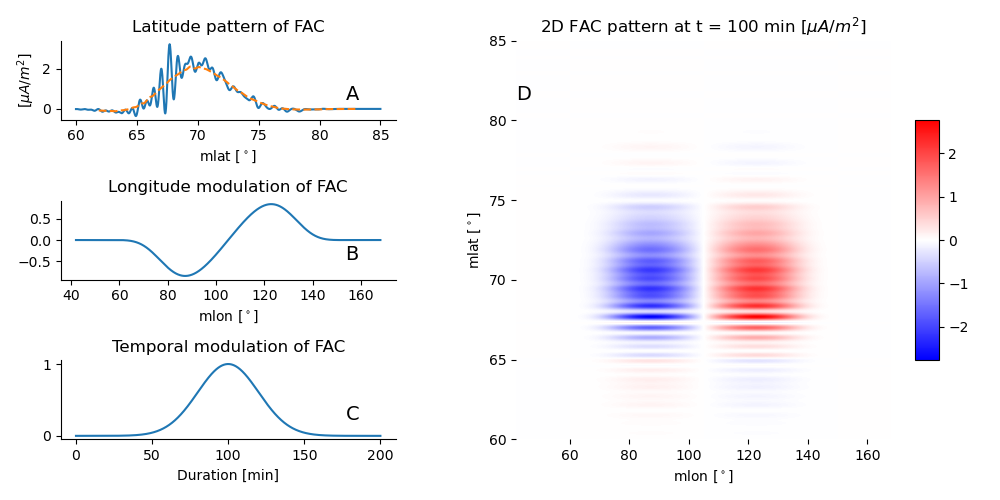 Latitude pattern of FAC
[μA/m²]
2
0
A
60 65 70 75 80 85
mlat [°]
Longitude modulation of FAC
0.5
0.0
−0.5
B
40 60 80 100 120 140 160
mlon [°]
Temporal modulation of FAC
1
0
C
0 50 100 150 200
Duration [min]
2D FAC pattern at t = 100 min [μA/m²]
D
mlat [°]
85
80
75
70
65
60
60 80 100 120 140 160
mlon [°]
2
1
0
−1
−2